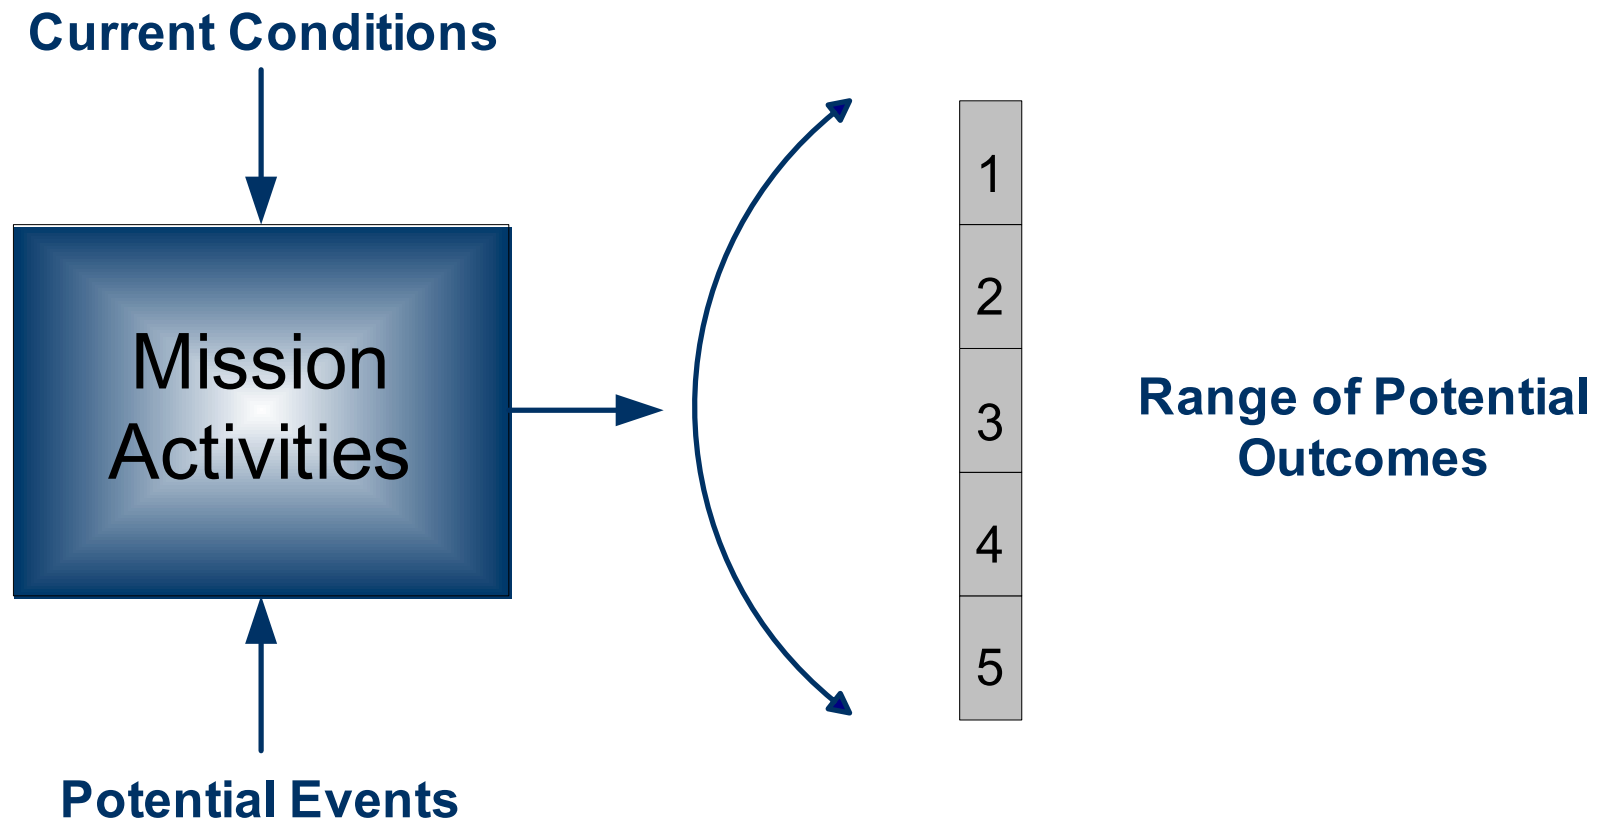 Current Conditions
Mission
Activities
Potential Events
1
2
3
4
5
Range of Potential
Outcomes